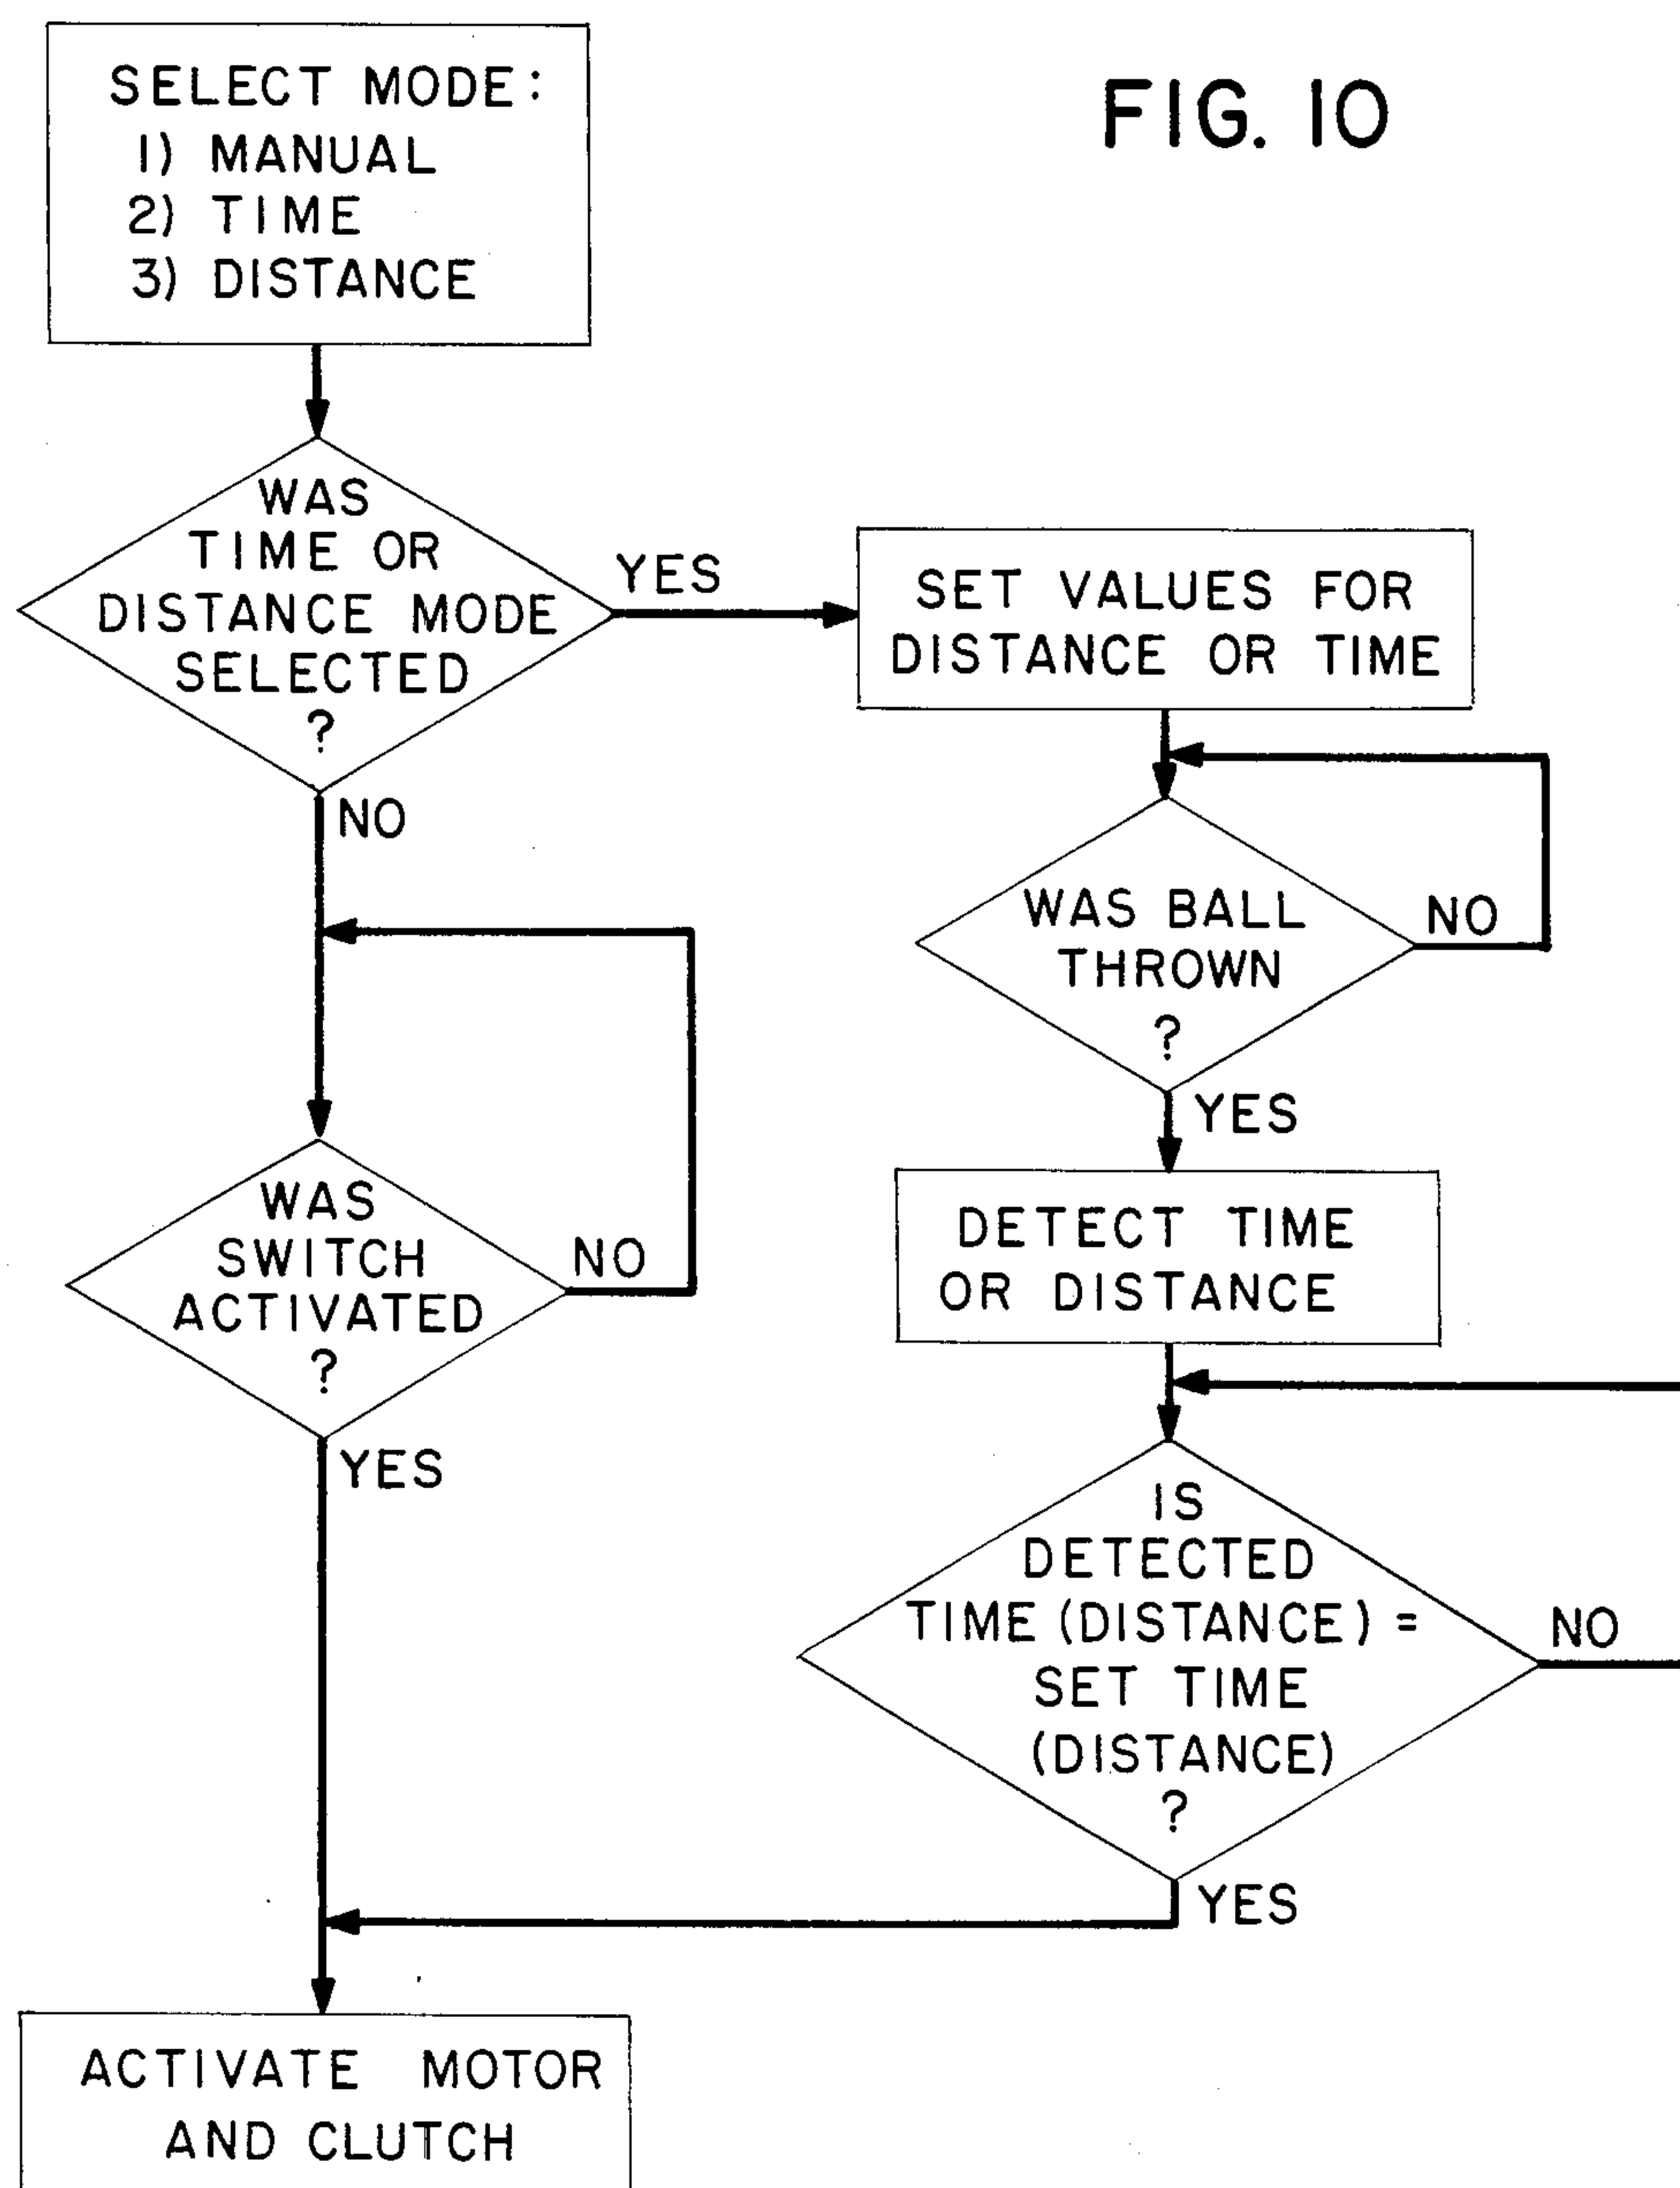 FIG. 10
SELECT MODE:
1) MANUAL
2) TIME
3) DISTANCE
WAS
TIME OR
DISTANCE MODE
SELECTED
?
YES
NO
SET VALUES FOR
DISTANCE OR TIME
WAS BALL
THROWN
?
NO
YES
WAS
SWITCH
ACTIVATED
?
NO
YES
DETECT TIME
OR DISTANCE
IS
DETECTED
TIME (DISTANCE) =
SET TIME
(DISTANCE)
?
NO
YES
ACTIVATE MOTOR
AND CLUTCH